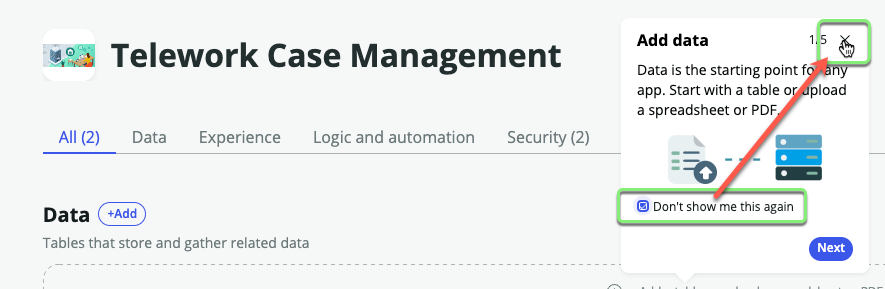 Telework Case Management
Add data
1/5
Data is the starting point for any
app. Start with a table or upload
a spreadsheet or PDF.
All (2) Data Experience Logic and automation Security (2)
Don't show me this again
Next
Data +Add
Tables that store and gather related data